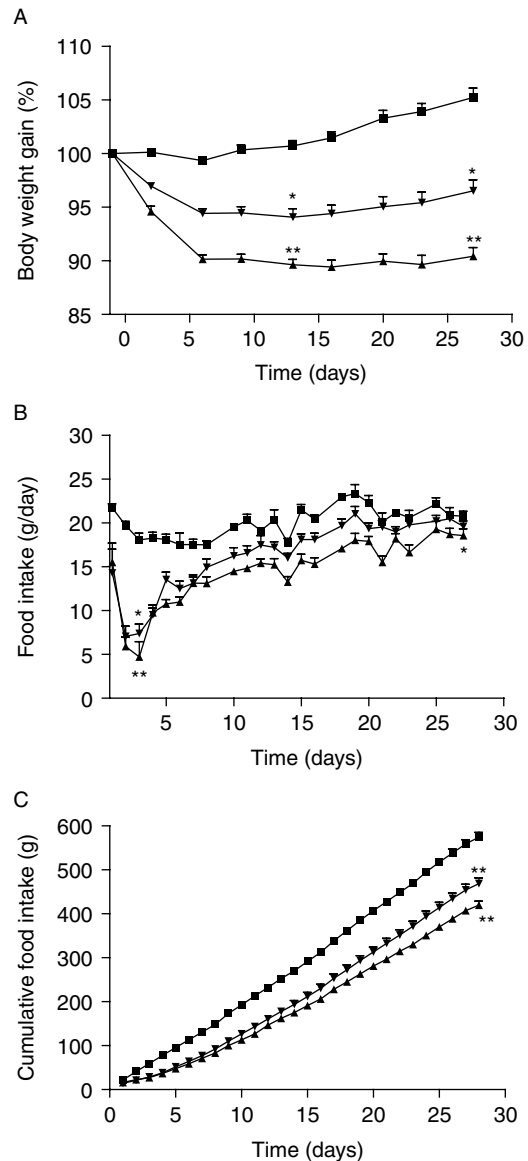 A
Body weight gain (%)
110
105
100
95
90
85
*
**
*
**
0 5 10 15 20 25 30
Time (days)
B
Food intake (g/day)
30
25
20
15
10
5
0
*
**
*
5 10 15 20 25 30
Time (days)
C
Cumulative food intake (g)
600
500
400
300
200
100
0
**
**
0 5 10 15 20 25 30
Time (days)